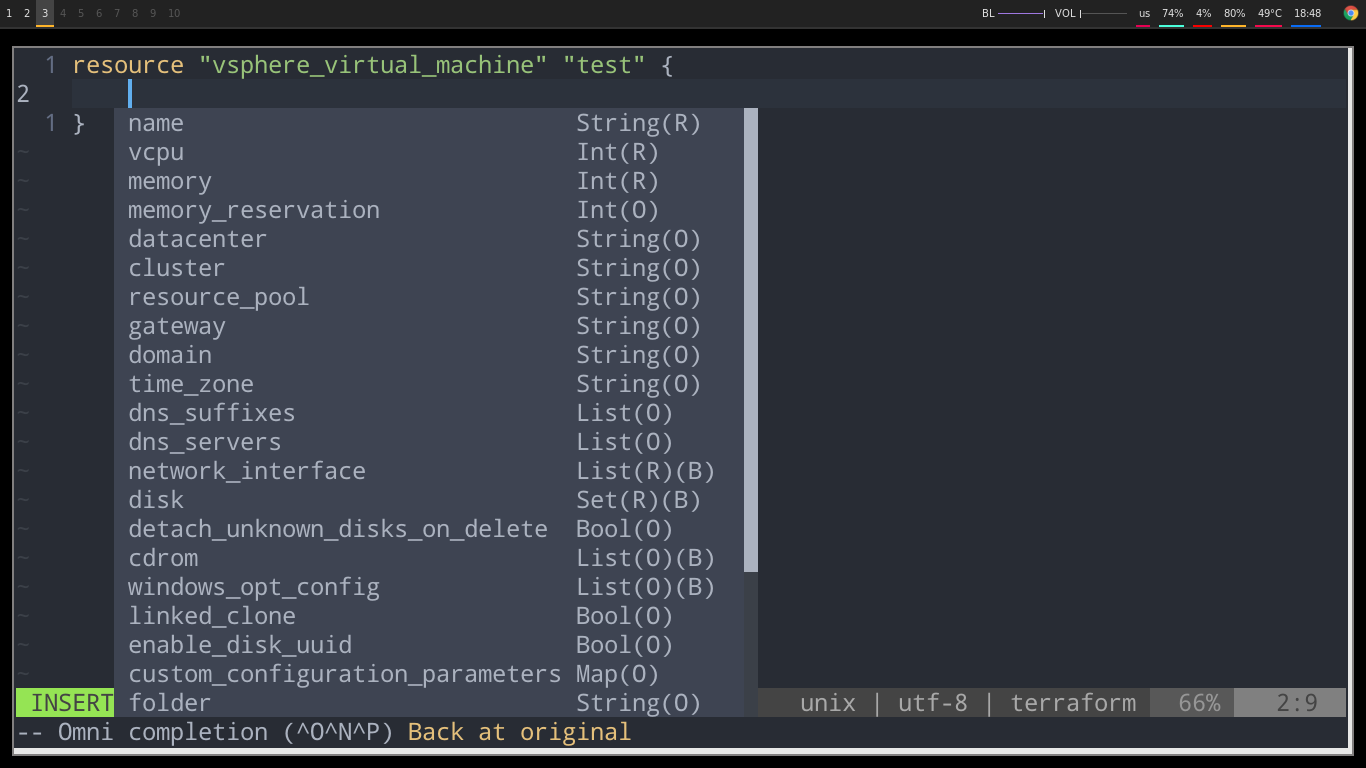 1 2 3 4 5 6 7 8 9 10 BL VOL us 74% 4% 80% 49°C 18:48
1 resource "vsphere_virtual_machine" "test" {
2
1 } name String(R)
~ vcpu Int(R)
~ memory Int(R)
~ memory_reservation Int(O)
~ datacenter String(O)
~ cluster String(O)
~ resource_pool String(O)
~ gateway String(O)
~ domain String(O)
~ time_zone String(O)
~ dns_suffixes List(O)
~ dns_servers List(O)
~ network_interface List(R)(B)
~ disk Set(R)(B)
~ detach_unknown_disks_on_delete Bool(O)
~ cdrom List(O)(B)
~ windows_opt_config List(O)(B)
~ linked_clone Bool(O)
~ enable_disk_uuid Bool(O)
~ custom_configuration_parameters Map(O)
INSERT folder String(O) unix | utf-8 | terraform 66% 2:9
-- Omni completion (^O^N^P) Back at original